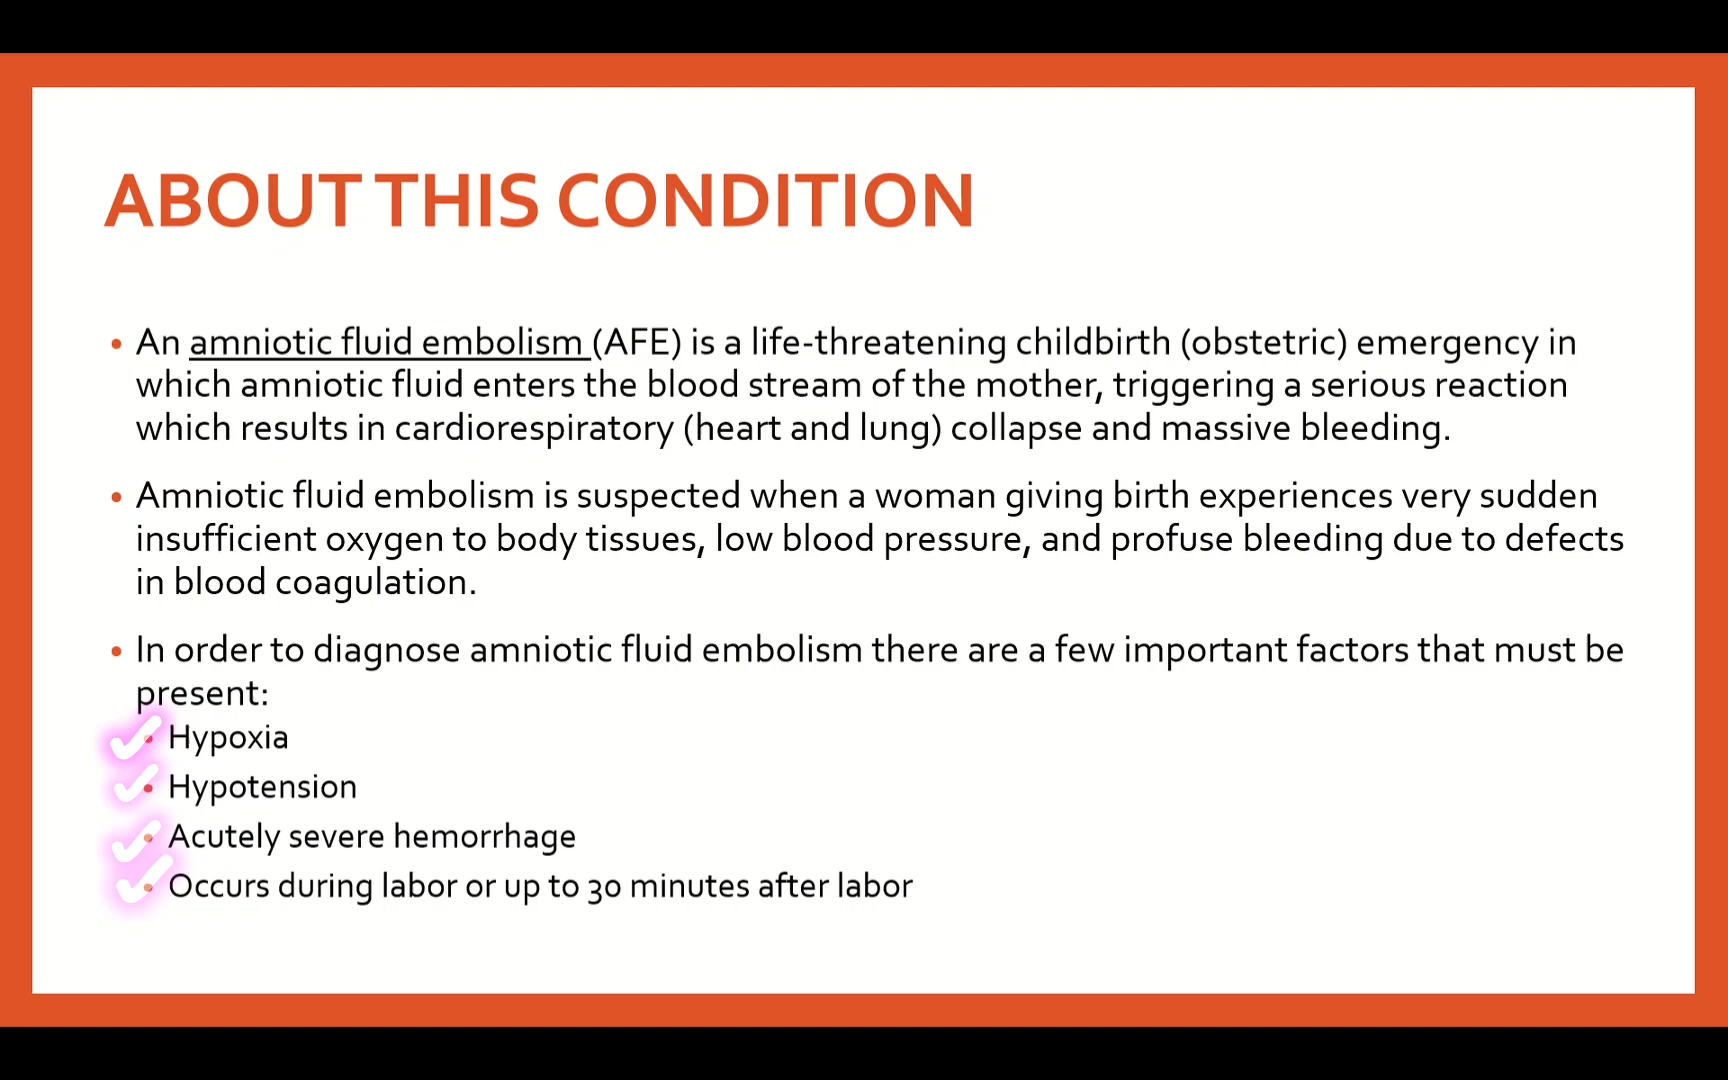 ABOUT THIS CONDITION
• An amniotic fluid embolism (AFE) is a life-threatening childbirth (obstetric) emergency in
which amniotic fluid enters the blood stream of the mother, triggering a serious reaction
which results in cardiorespiratory (heart and lung) collapse and massive bleeding.
• Amniotic fluid embolism is suspected when a woman giving birth experiences very sudden
insufficient oxygen to body tissues, low blood pressure, and profuse bleeding due to defects
in blood coagulation.
• In order to diagnose amniotic fluid embolism there are a few important factors that must be
present:
• Hypoxia
• Hypotension
• Acutely severe hemorrhage
• Occurs during labor or up to 30 minutes after labor